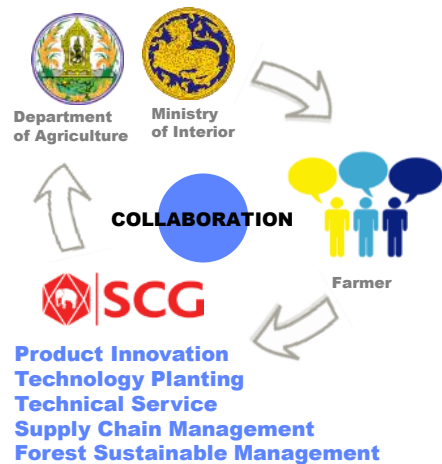 Department
of Agriculture
Ministry
of Interior
COLLABORATION
Farmer
SCG
Product Innovation
Technology Planting
Technical Service
Supply Chain Management
Forest Sustainable Management